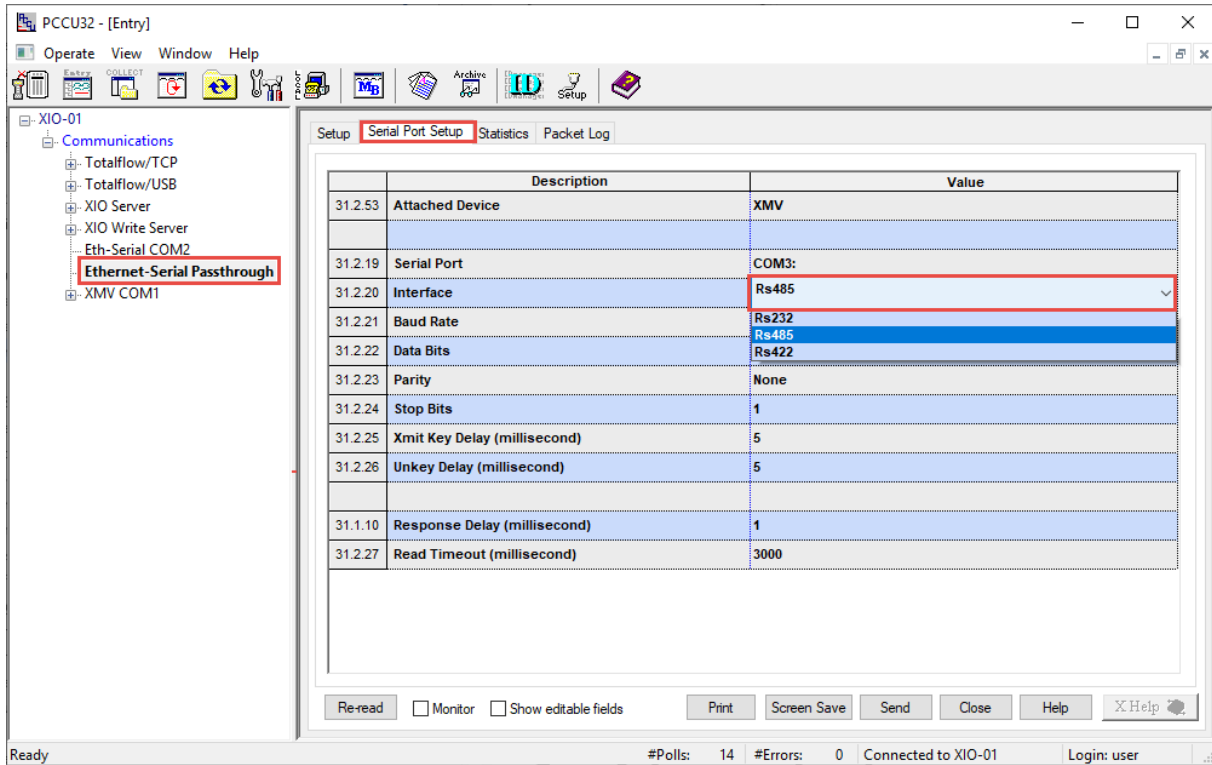 PCCU32 - [Entry]
Operate View Window Help
Entry COLLECT MB Archive ID Setup
XIO-01
Communications
Totalflow/TCP
Totalflow/USB
XIO Server
XIO Write Server
Eth-Serial COM2
Ethernet-Serial Passthrough
XMV COM1
Setup Serial Port Setup Statistics Packet Log
Description Value
31.2.53 Attached Device XMV
31.2.19 Serial Port COM3:
31.2.20 Interface Rs485
Rs232
31.2.21 Baud Rate Rs485
31.2.22 Data Bits Rs422
31.2.23 Parity None
31.2.24 Stop Bits 1
31.2.25 Xmit Key Delay (millisecond) 5
31.2.26 Unkey Delay (millisecond) 5
31.1.10 Response Delay (millisecond) 1
31.2.27 Read Timeout (millisecond) 3000
Re-read Monitor Show editable fields Print Screen Save Send Close Help X Help
Ready #Polls: 14 #Errors: 0 Connected to XIO-01 Login: user